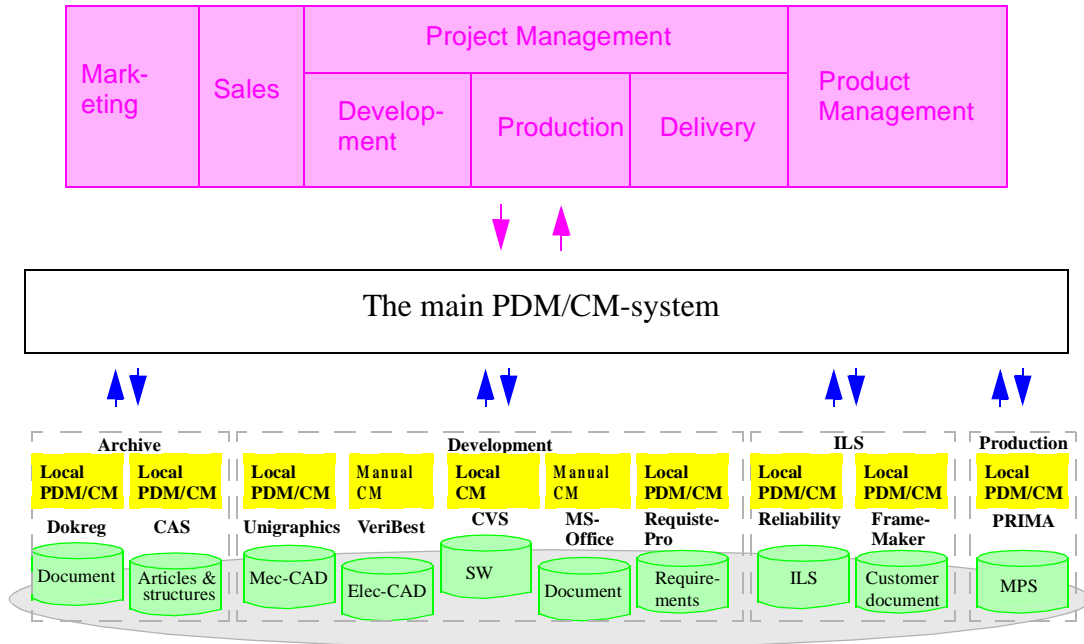 Project Management
Mark-
eting
Sales
Product
Management
Develop-
ment
Production
Delivery
The main PDM/CM-system
Archive
Development
ILS
Production
Local
PDM/CM
Local
PDM/CM
Local
PDM/CM
Manual
CM
Local
CM
Manual
CM
Local
PDM/CM
Local
PDM/CM
Local
PDM/CM
Local
PDM/CM
Dokreg
CAS
Unigraphics
VeriBest
CVS
MS-
Office
Requiste-
Pro
Reliability
Frame-
Maker
PRIMA
Document
Articles &
structures
Mec-CAD
Elec-CAD
SW
Document
Require-
ments
ILS
Customer
document
MPS